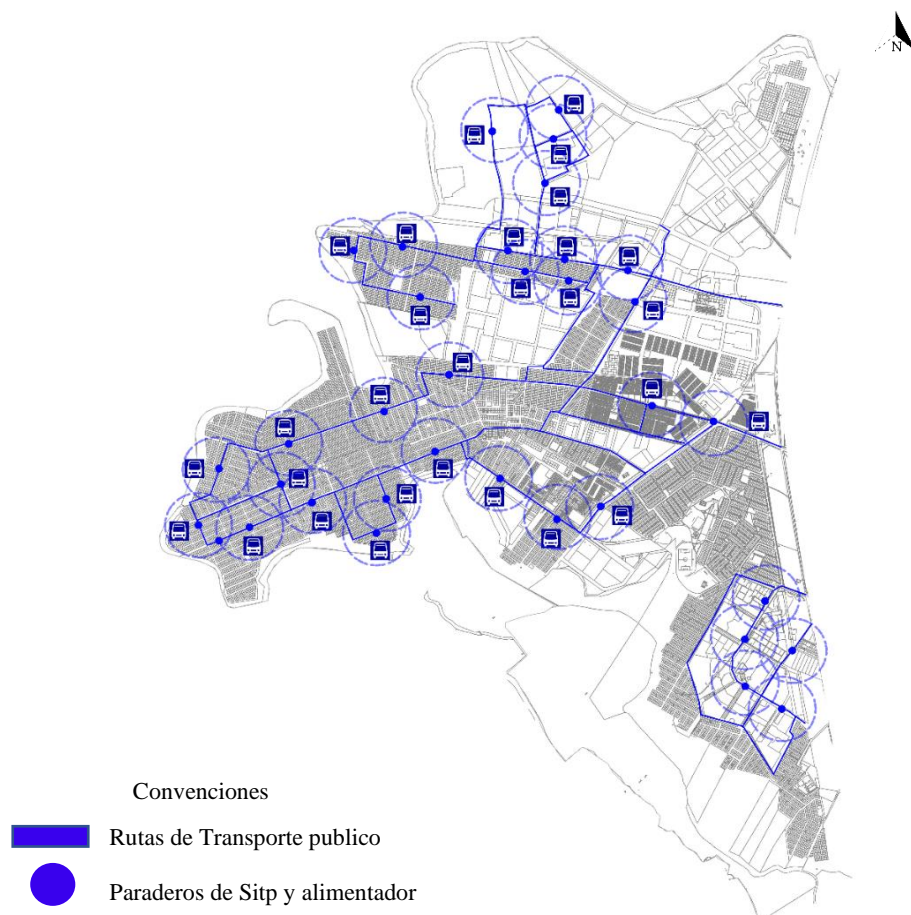 N
Convenciones
Rutas de Transporte publico
Paraderos de Sitp y alimentador